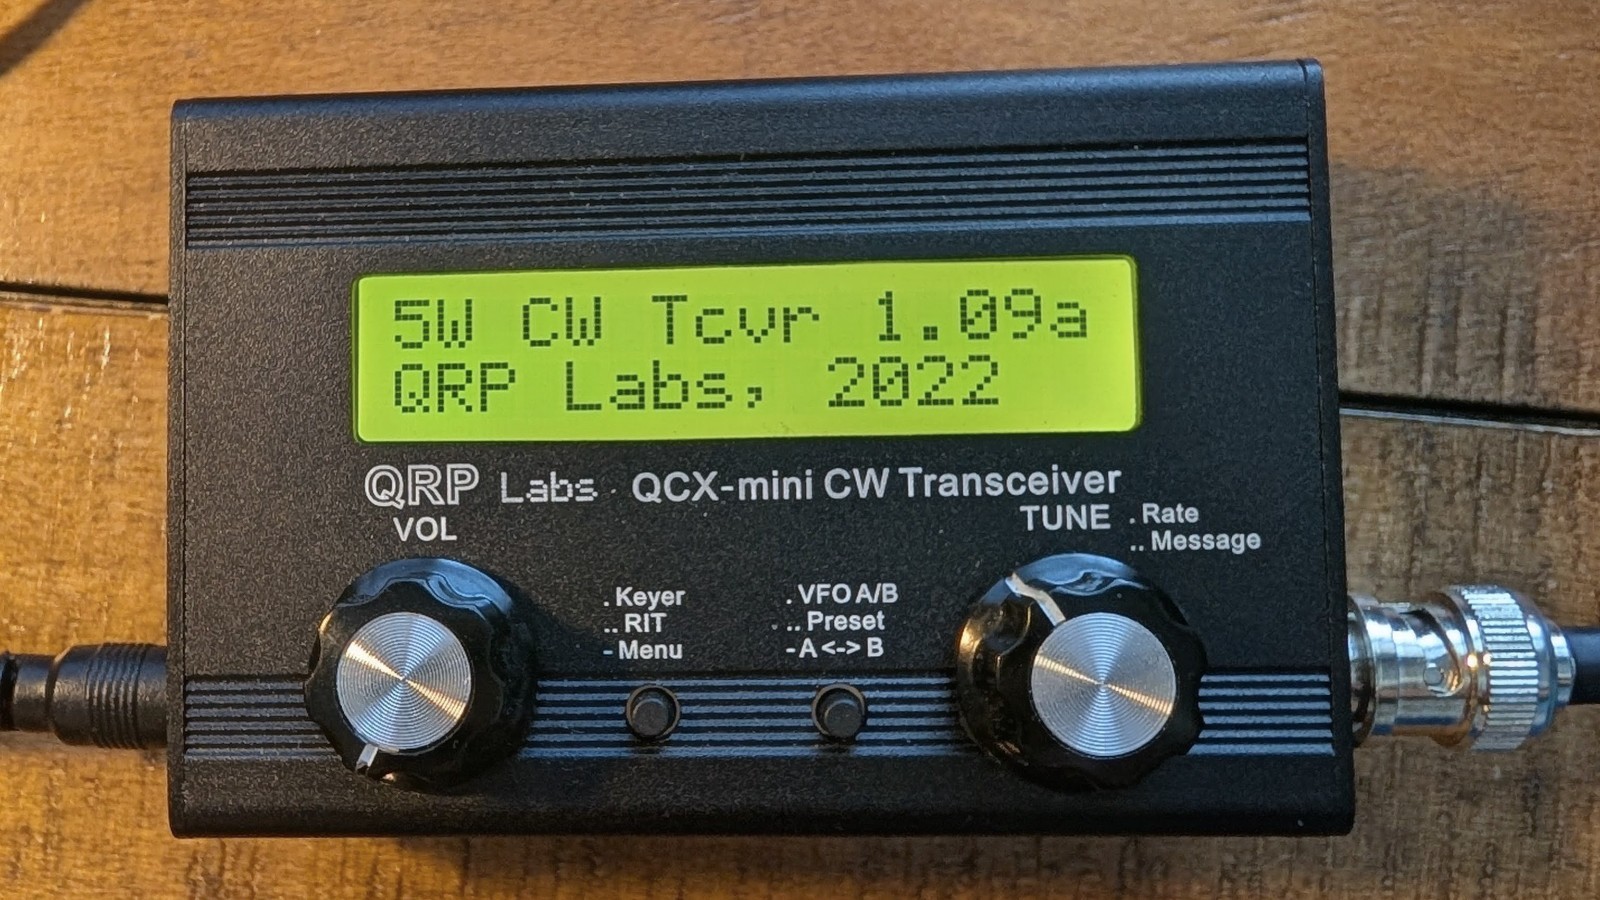 5W CW Tcvr 1.09a
QRP Labs, 2022
QRP Labs · QCX-mini CW Transceiver
VOL
TUNE
. Rate
.. Message
. Keyer
.. RIT
- Menu
. VFO A/B
.. Preset
- A <-> B